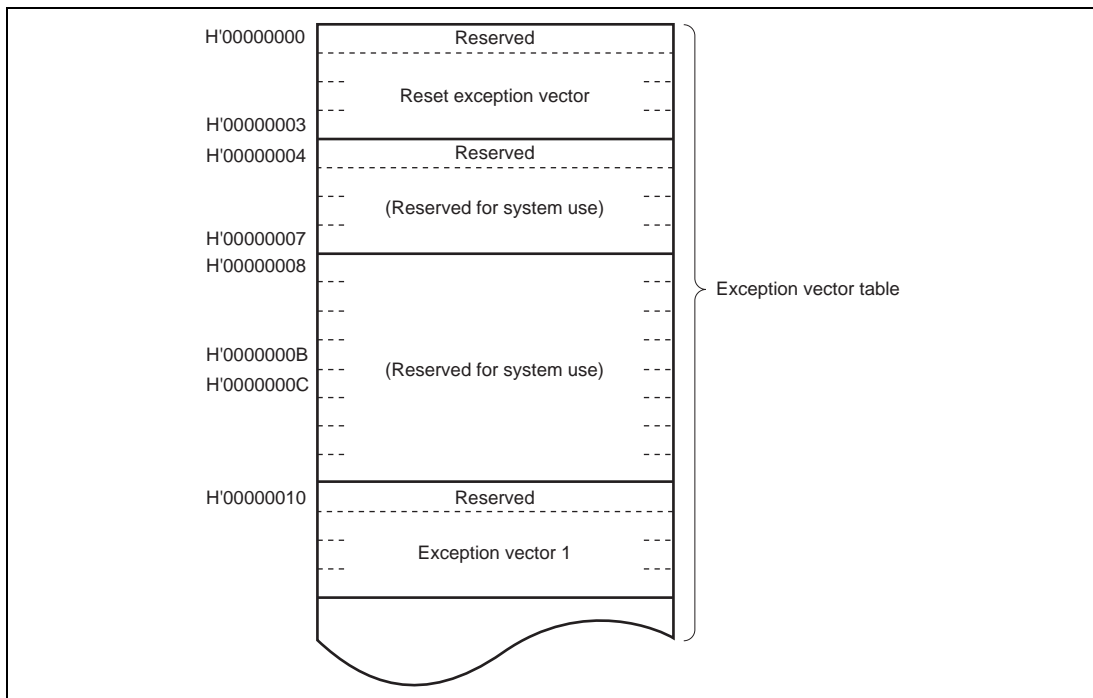 H'00000000
Reserved
Reset exception vector
H'00000003
H'00000004
Reserved
(Reserved for system use)
H'00000007
H'00000008
Exception vector table
H'0000000B
(Reserved for system use)
H'0000000C
H'00000010
Reserved
Exception vector 1